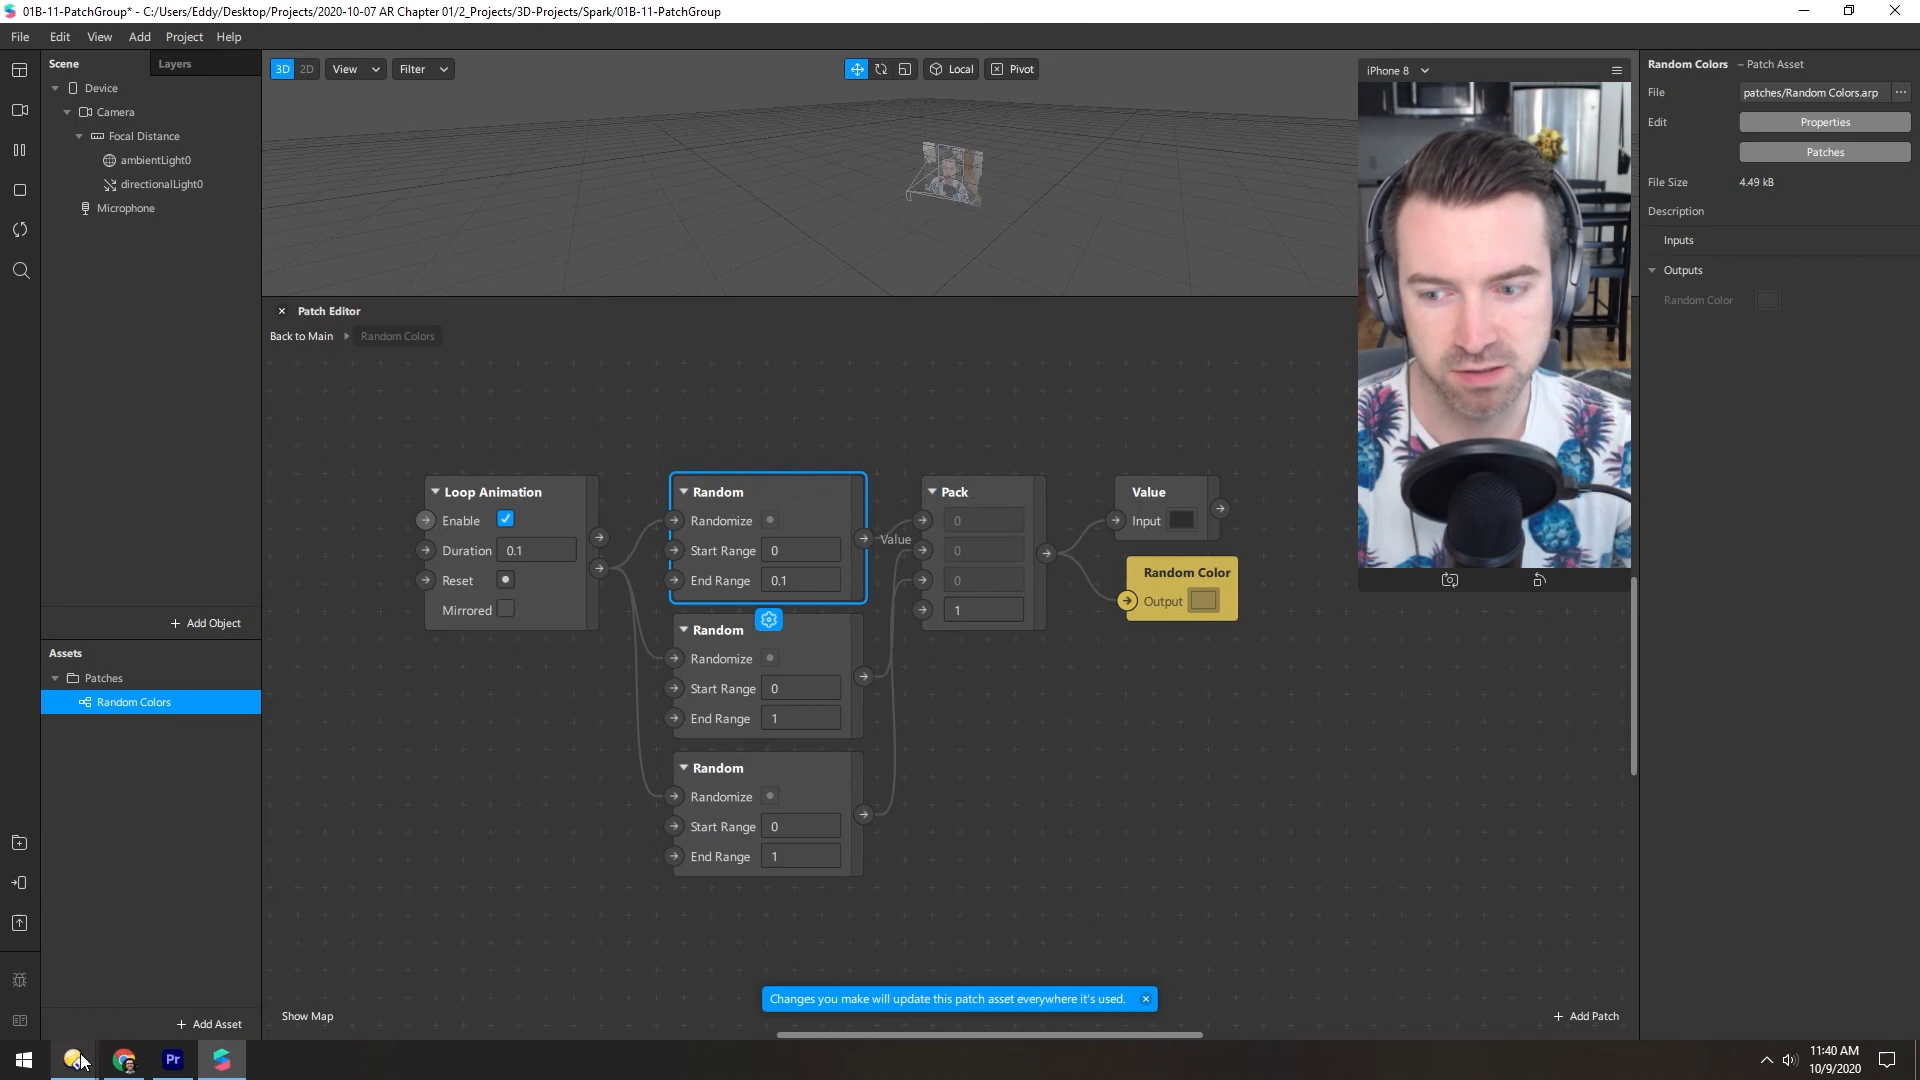 01B-11-PatchGroup* - C:/Users/Eddy/Desktop/Projects/2020-10-07 AR Chapter 01/2_Projects/3D-Projects/Spark/01B-11-PatchGroup
File Edit View Add Project Help
Scene Layers
Device
Camera
Focal Distance
ambientLight0
directionalLight0
Microphone
+ Add Object
Assets
Patches
Random Colors
+ Add Asset
3D 2D View Filter Local Pivot
Patch Editor
Back to Main Random Colors
Loop Animation
Enable
Duration 0.1
Reset
Mirrored
Random
Randomize
Start Range 0
End Range 0.1
Value
Random
Randomize
Start Range 0
End Range 1
Random
Randomize
Start Range 0
End Range 1
Pack
0
0
0
1
Value
Input
Random Color
Output
Changes you make will update this patch asset everywhere it's used.
Show Map
+ Add Patch
iPhone 8
Random Colors – Patch Asset
File patches/Random Colors.arp ...
Edit Properties
Patches
File Size 4.49 kB
Description
Inputs
Outputs
Random Color
Pr
11:40 AM
10/9/2020